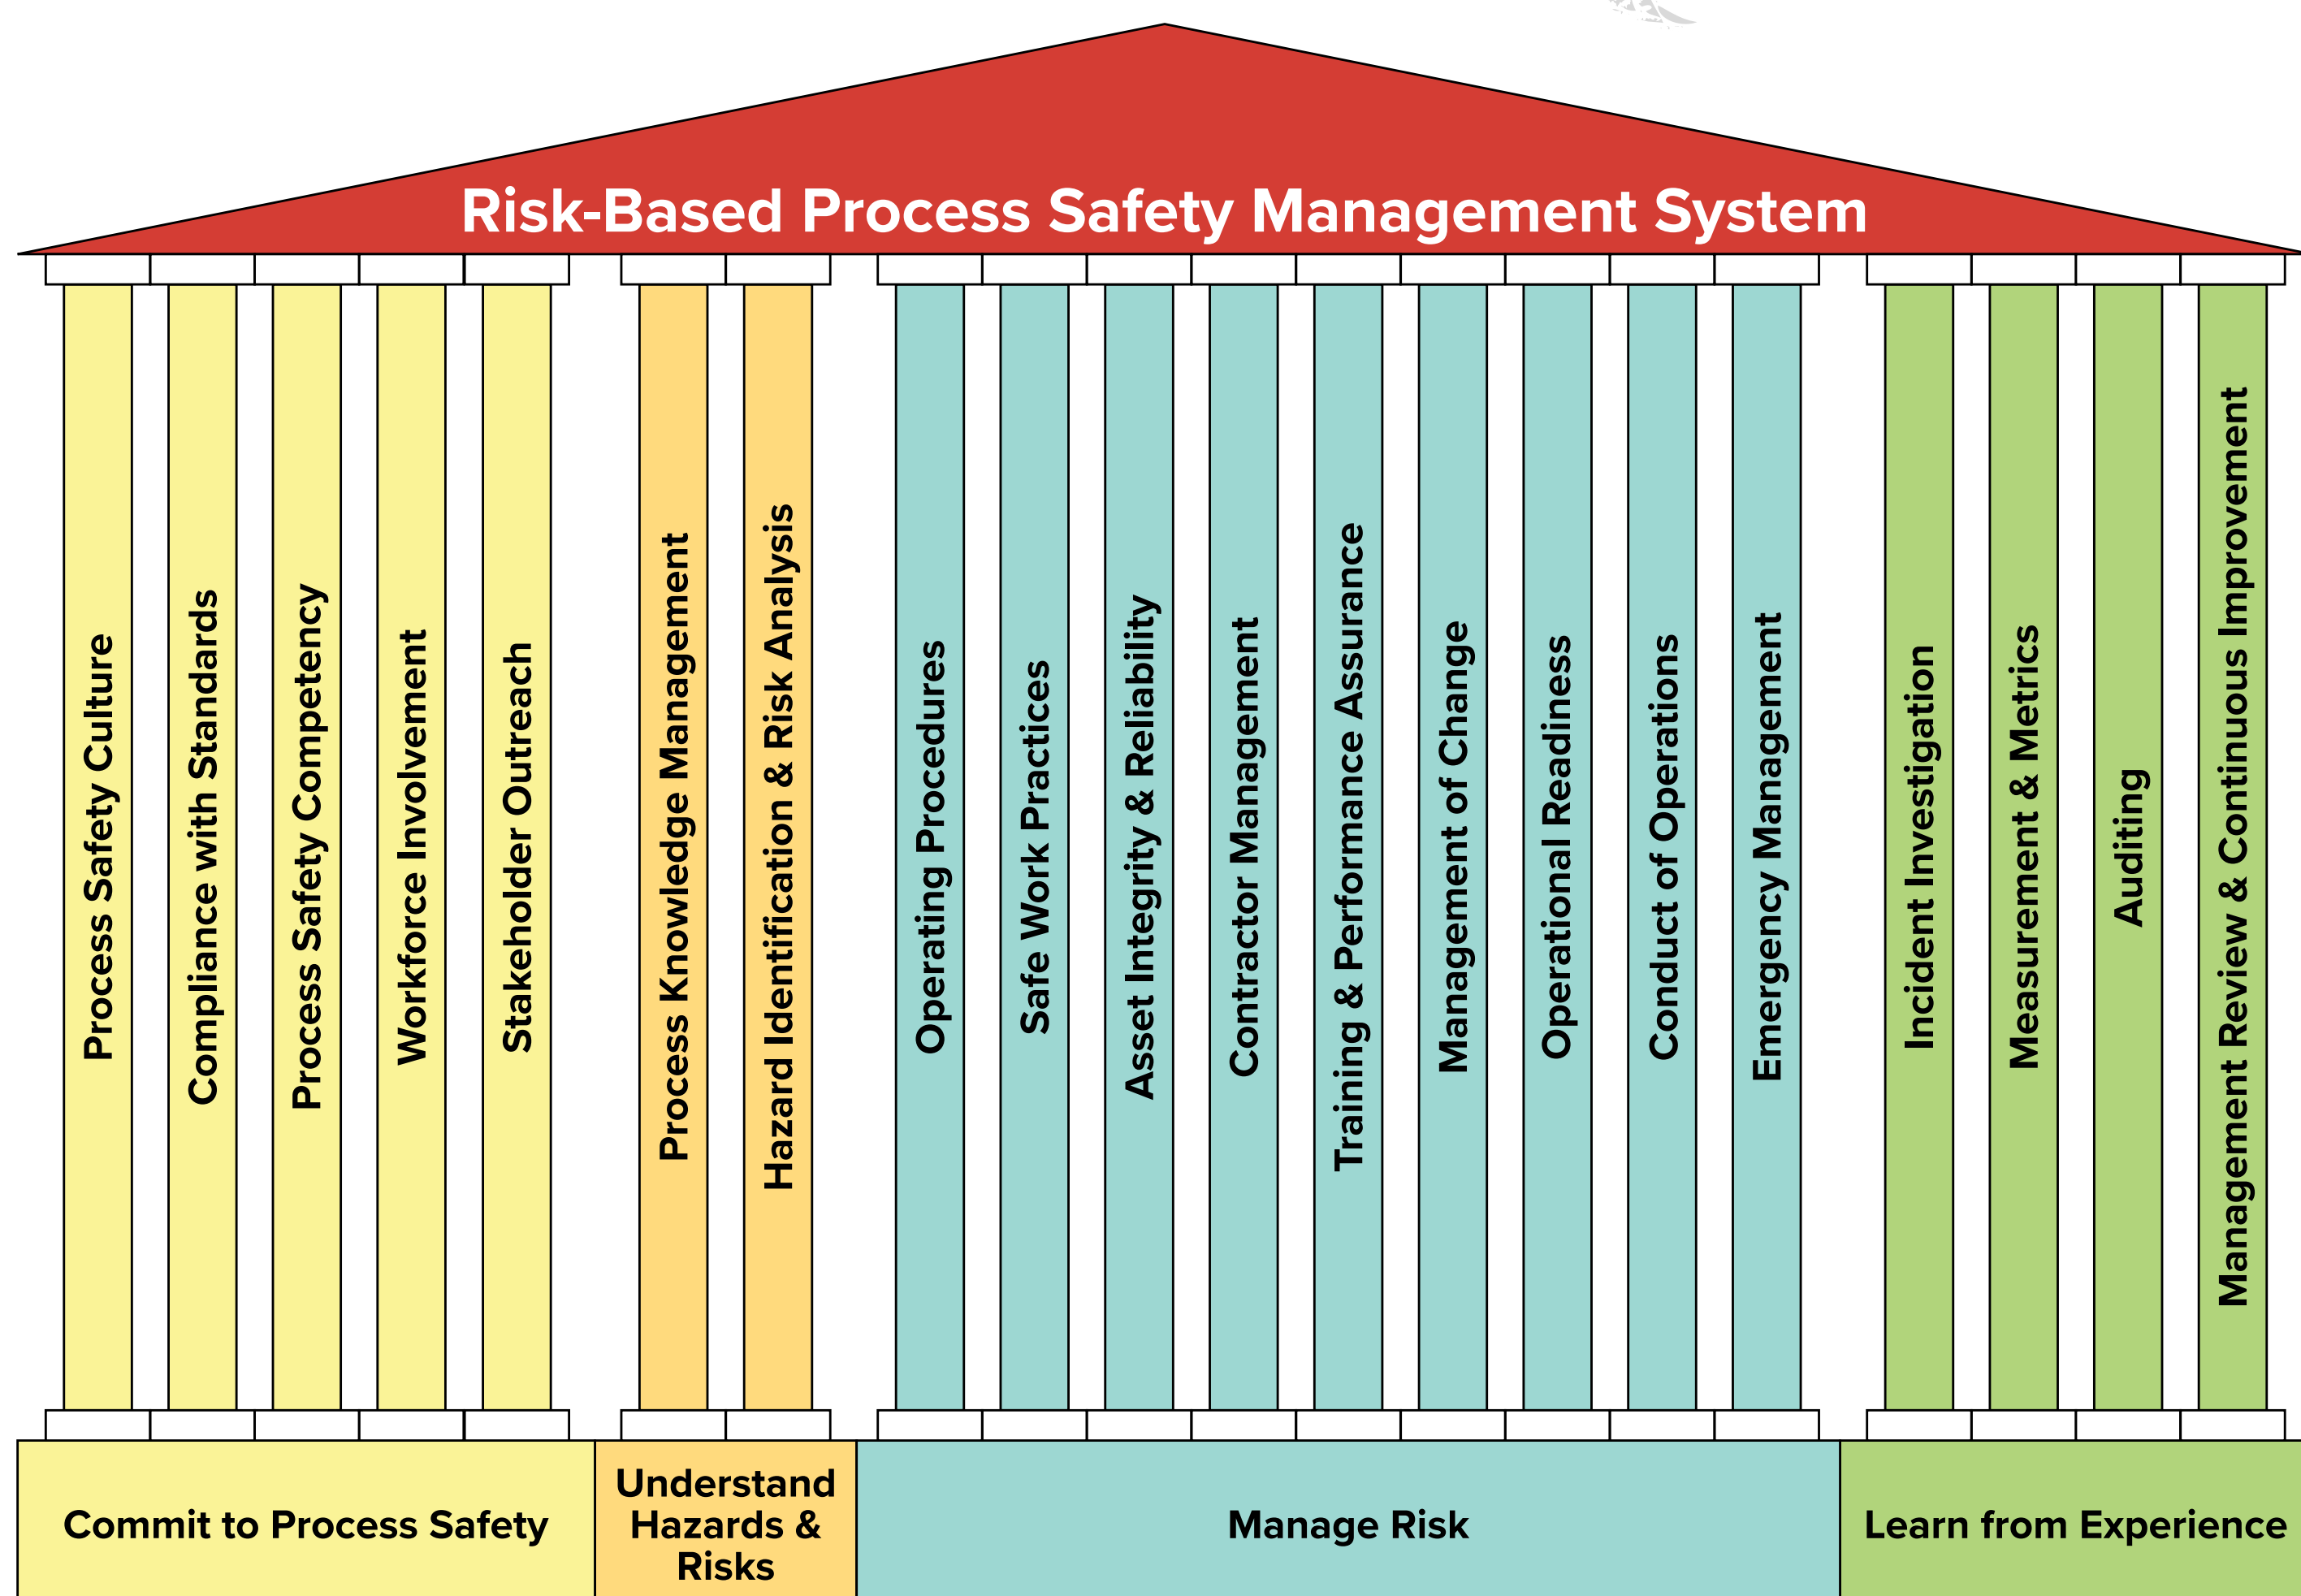 Risk-Based Process Safety Management System
Process Safety Culture
Compliance with Standards
Process Safety Competency
Workforce Involvement
Stakeholder Outreach
Process Knowledge Management
Hazard Identification & Risk Analysis
Operating Procedures
Safe Work Practices
Asset Integrity & Reliability
Contractor Management
Training & Performance Assurance
Management of Change
Operational Readiness
Conduct of Operations
Emergency Management
Incident Investigation
Measurement & Metrics
Auditing
Management Review & Continuous Improvement
Commit to Process Safety
Understand
Hazards &
Risks
Manage Risk
Learn from Experience